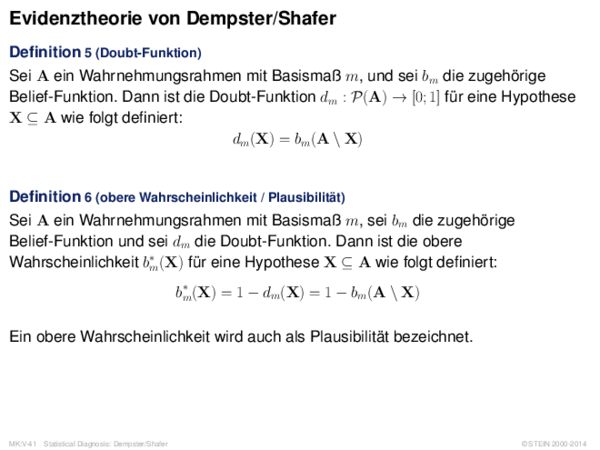 Evidenztheorie von Dempster/Shafer
Definition 5 (Doubt-Funktion)
Sei A ein Wahrnehmungsrahmen mit Basismaß m, und sei b_m die zugehörige
Belief-Funktion. Dann ist die Doubt-Funktion d_m : P(A) → [0; 1] für eine Hypothese
X ⊆ A wie folgt definiert:
d_m(X) = b_m(A \ X)
Definition 6 (obere Wahrscheinlichkeit / Plausibilität)
Sei A ein Wahrnehmungsrahmen mit Basismaß m, sei b_m die zugehörige
Belief-Funktion und sei d_m die Doubt-Funktion. Dann ist die obere
Wahrscheinlichkeit b*_m(X) für eine Hypothese X ⊆ A wie folgt definiert:
b*_m(X) = 1 − d_m(X) = 1 − b_m(A \ X)
Ein obere Wahrscheinlichkeit wird auch als Plausibilität bezeichnet.
MK:V-41 Statistical Diagnosis: Dempster/Shafer
© STEIN 2000-2014